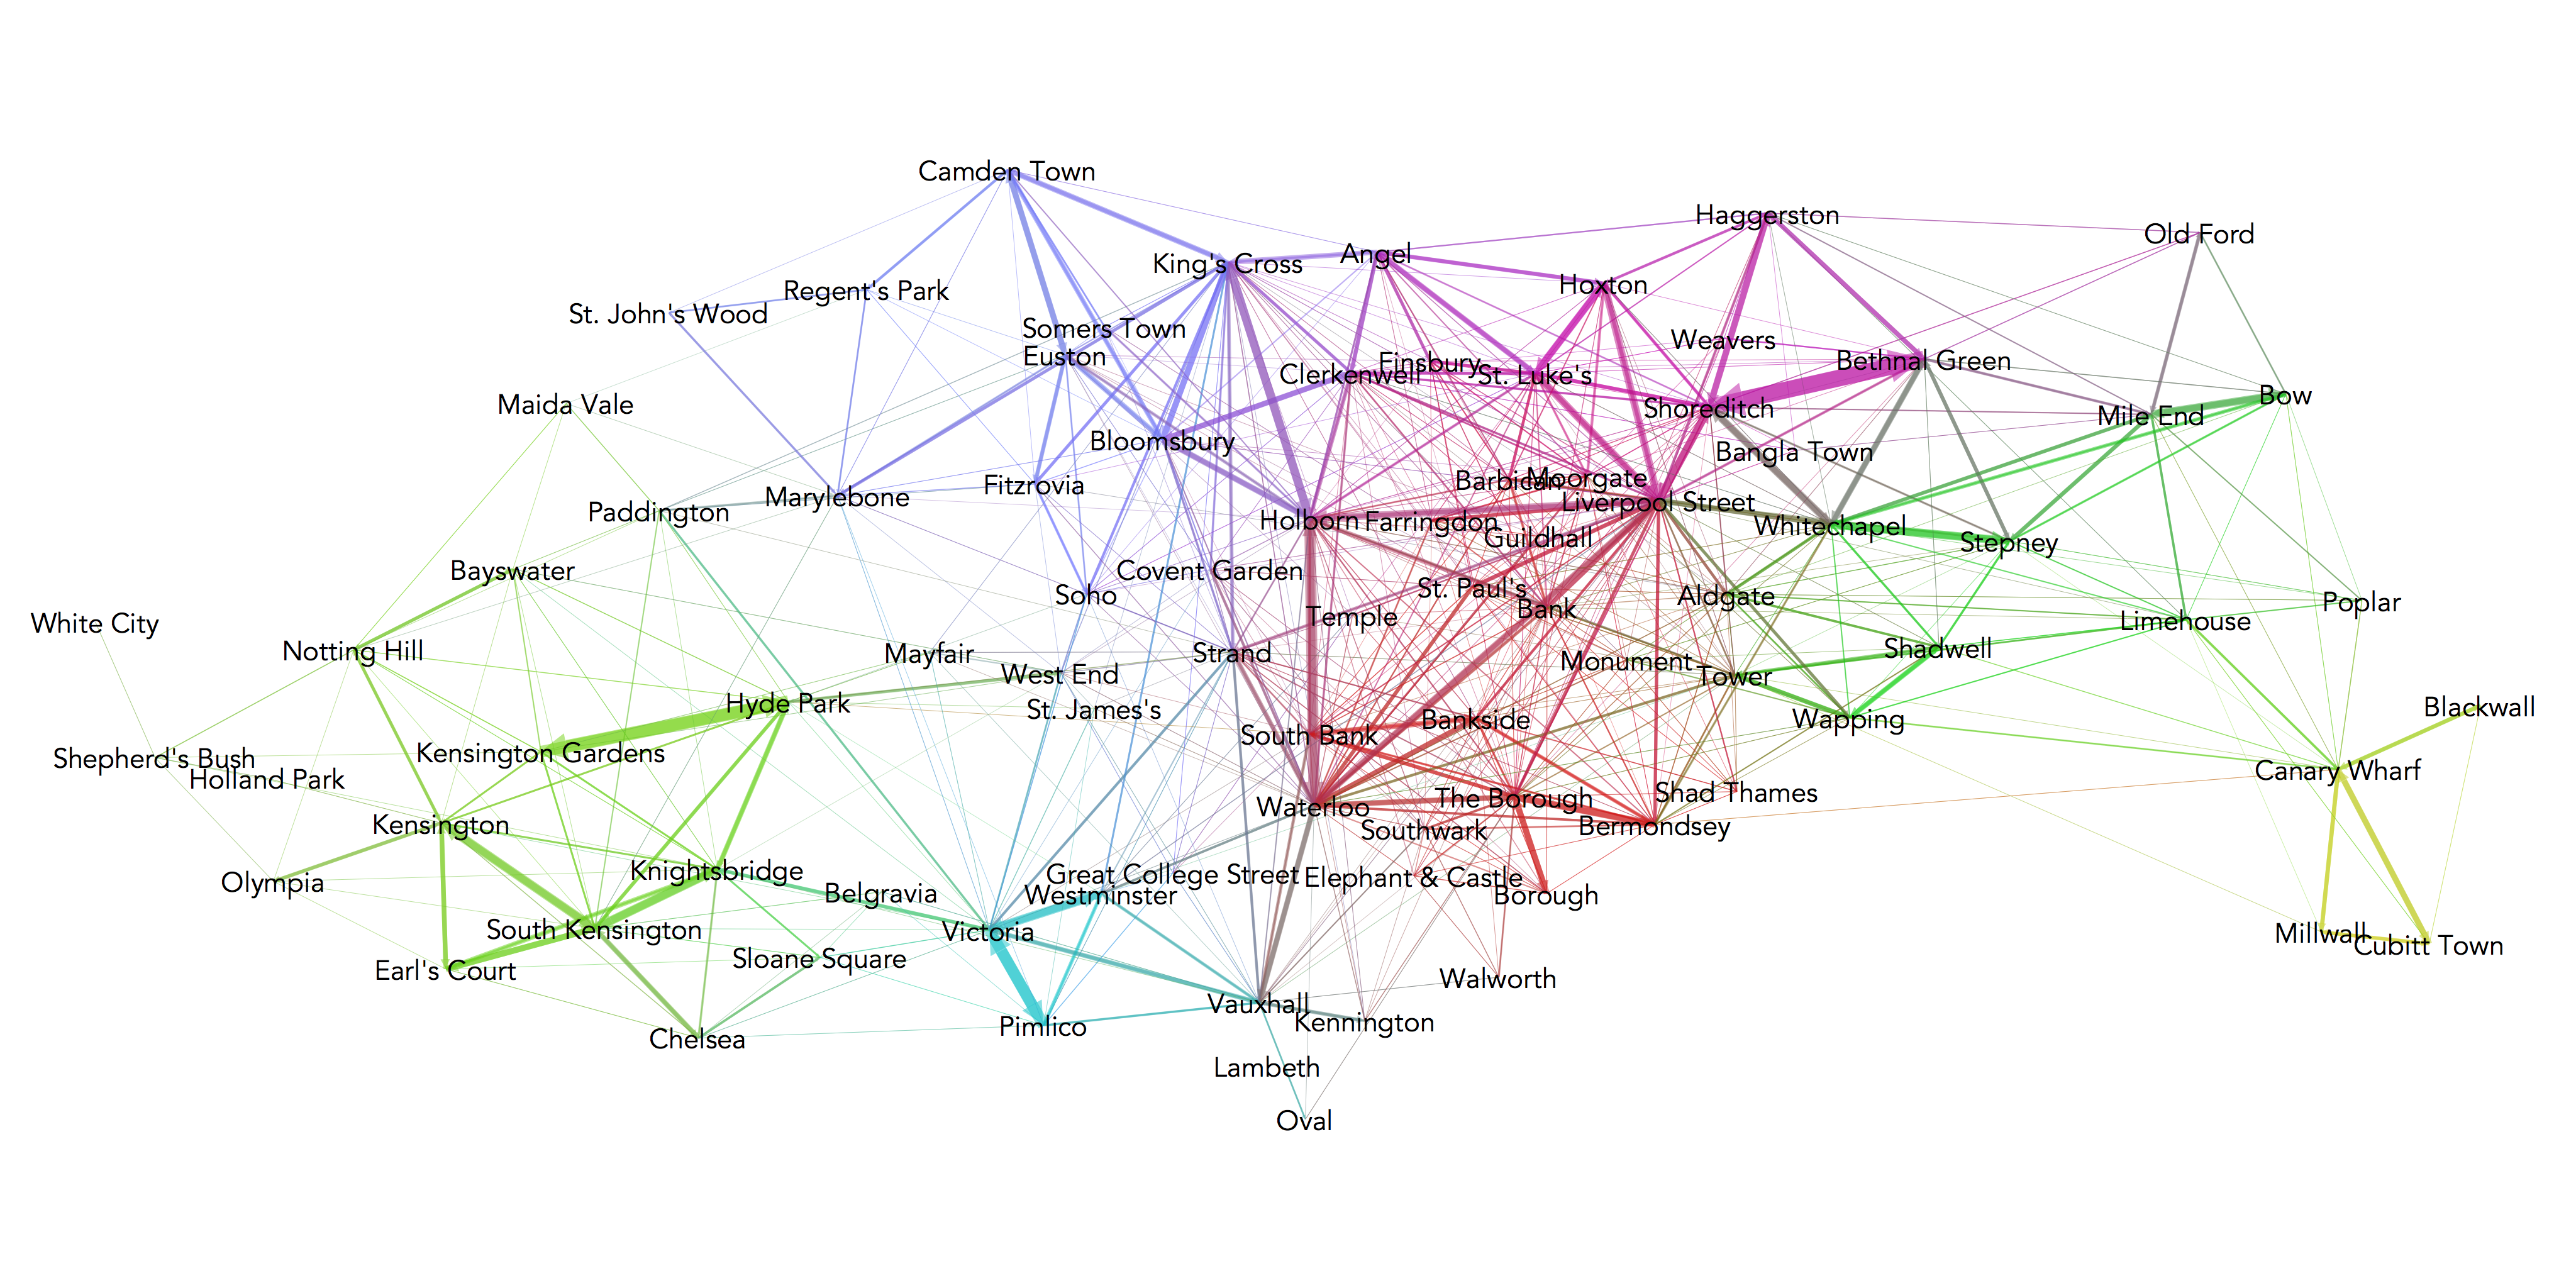 Camden Town
Haggerston
Old Ford
Angel
King's Cross
Hoxton
Regent's Park
St. John's Wood
Somers Town
Weavers
Euston
Bethnal Green
Finsbury
Clerkenwell
St. Luke's
Bow
Maida Vale
Shoreditch
Mile End
Bloomsbury
Bangla Town
Moorgate
Barbican
Fitzrovia
Marylebone
Liverpool Street
Paddington
Holborn
Farringdon
Whitechapel
Guildhall
Stepney
Bayswater
Covent Garden
St. Paul's
Soho
Aldgate
Poplar
Bank
Temple
White City
Limehouse
Shadwell
Notting Hill
Mayfair
Strand
Monument
West End
Tower
Hyde Park
Blackwall
St. James's
Bankside
Wapping
South Bank
Kensington Gardens
Shepherd's Bush
Canary Wharf
Holland Park
Shad Thames
The Borough
Waterloo
Kensington
Bermondsey
Southwark
Knightsbridge
Great College Street
Elephant & Castle
Olympia
Belgravia
Westminster
Borough
South Kensington
Victoria
Millwall
Cubitt Town
Sloane Square
Earl's Court
Walworth
Vauxhall
Kennington
Pimlico
Chelsea
Lambeth
Oval